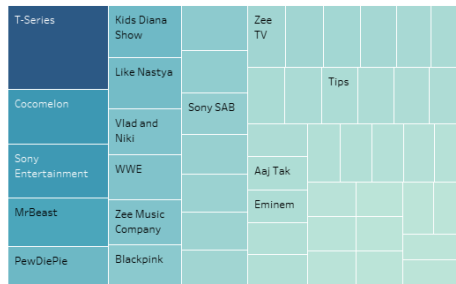 T-Series
Cocomelon
Sony
Entertainment
MrBeast
PewDiePie
Kids Diana
Show
Like Nastya
Vlad and
Niki
WWE
Zee Music
Company
Blackpink
Sony SAB
Zee
TV
Tips
Aaj Tak
Eminem